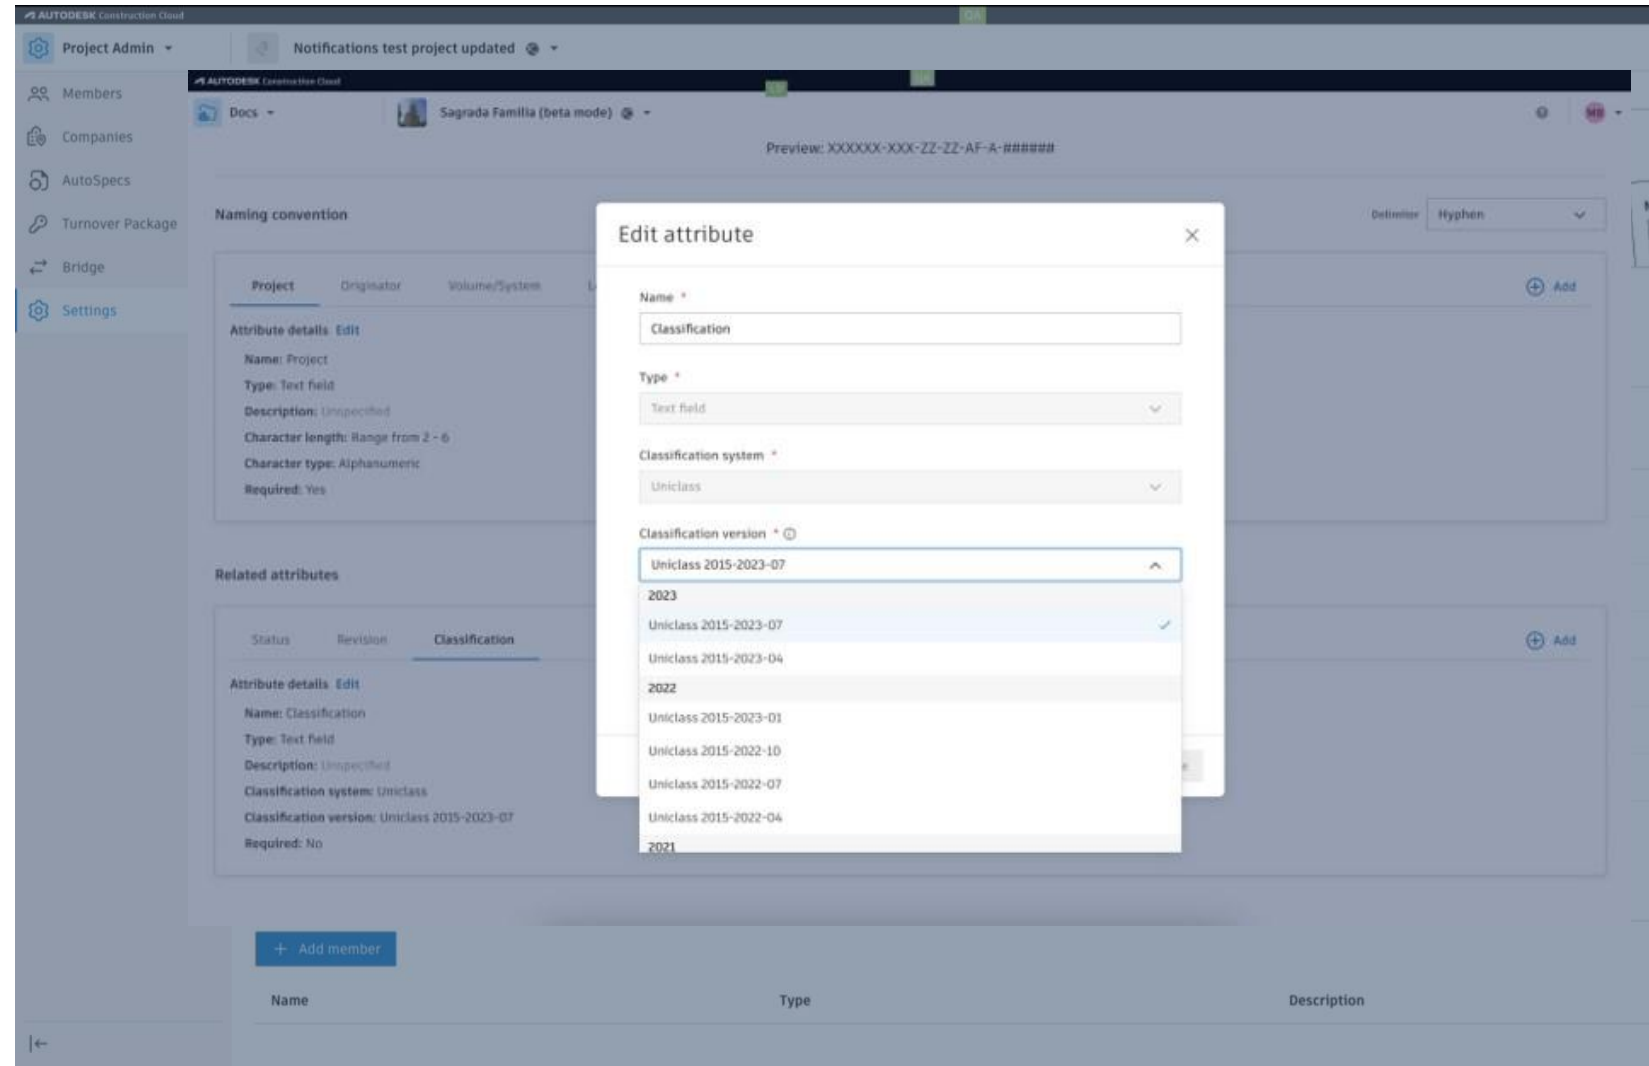 AUTODESK Construction Cloud
QA
Project Admin
Notifications test project updated
Members
Companies
AutoSpecs
Turnover Package
Bridge
Settings
AUTODESK Construction Cloud
Docs
Sagrada Familia (beta mode)
MB
Preview: XXXXXX-XXX-ZZ-ZZ-AF-A-######
Naming convention
Delimiter
Hyphen
Project
Originator
Volume/System
Add
Attribute details Edit
Name: Project
Type: Text field
Description: Unspecified
Character length: Range from 2 - 6
Character type: Alphanumeric
Required: Yes
Related attributes
Status
Revision
Classification
Add
Attribute details Edit
Name: Classification
Type: Text field
Description: Unspecified
Classification system: Uniclass
Classification version: Uniclass 2015-2023-07
Required: No
Edit attribute
Name *
Classification
Type *
Text field
Classification system *
Uniclass
Classification version *
Uniclass 2015-2023-07
2023
Uniclass 2015-2023-07
Uniclass 2015-2023-04
2022
Uniclass 2015-2023-01
Uniclass 2015-2022-10
Uniclass 2015-2022-07
Uniclass 2015-2022-04
2021
+ Add member
Name
Type
Description